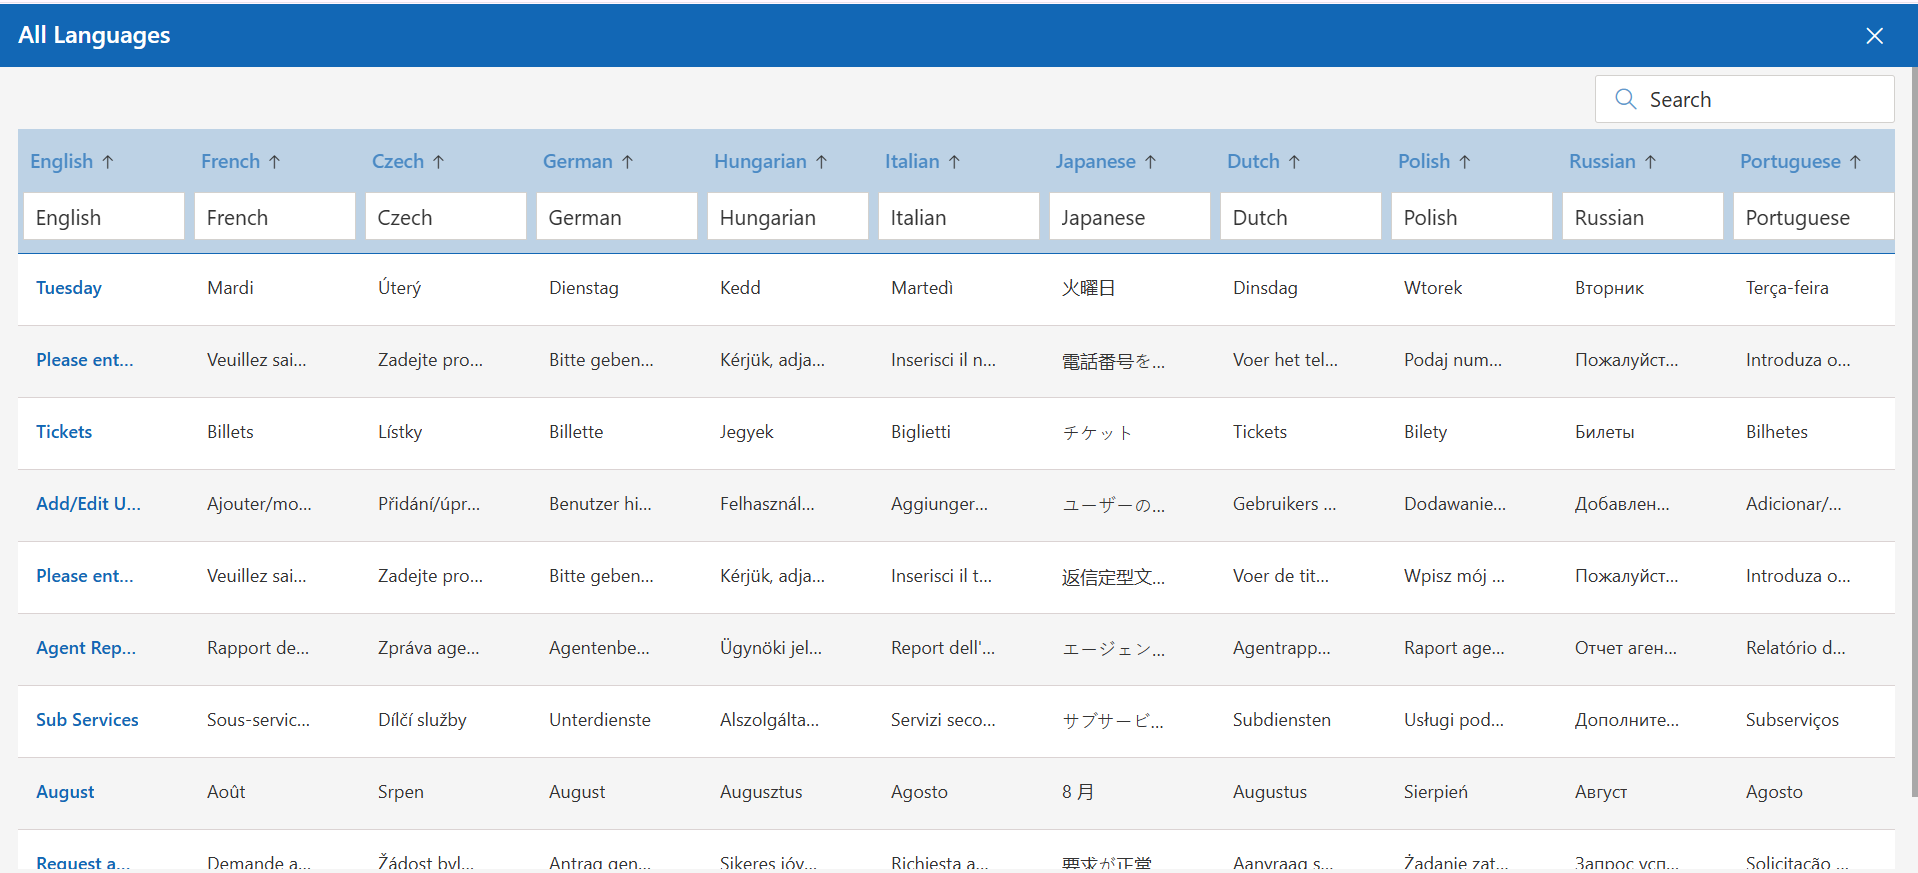 All Languages
Search
English French Czech German Hungarian Italian Japanese Dutch Polish Russian Portuguese
English French Czech German Hungarian Italian Japanese Dutch Polish Russian Portuguese
Tuesday Mardi Úterý Dienstag Kedd Martedì 火曜日 Dinsdag Wtorek Вторник Terça-feira
Please ent... Veuillez sai... Zadejte pro... Bitte geben... Kérjük, adja... Inserisci il n... 電話番号を... Voer het tel... Podaj num... Пожалуйст... Introduza o...
Tickets Billets Lístky Billette Jegyek Biglietti チケット Tickets Bilety Билеты Bilhetes
Add/Edit U... Ajouter/mo... Přidání/úpr... Benutzer hi... Felhasznál... Aggiunger... ユーザーの... Gebruikers ... Dodawanie... Добавлен... Adicionar/...
Please ent... Veuillez sai... Zadejte pro... Bitte geben... Kérjük, adja... Inserisci il t... 返信定型文... Voer de tit... Wpisz mój ... Пожалуйст... Introduza o...
Agent Rep... Rapport de... Zpráva age... Agentenbe... Ügynöki jel... Report dell'... エージェン... Agentrapp... Raport age... Отчет аген... Relatório d...
Sub Services Sous-servic... Dílčí služby Unterdienste Alszolgálta... Servizi seco... サブサービ... Subdiensten Usługi pod... Дополните... Subserviços
August Août Srpen August Augusztus Agosto 8 月 Augustus Sierpień Август Agosto
Request a... Demande a... Žádost byl... Antrag gen... Sikeres jóv... Richiesta a... 要求が正常 Aanvraag s... Żądanie zat... Запрос усп... Solicitação ...